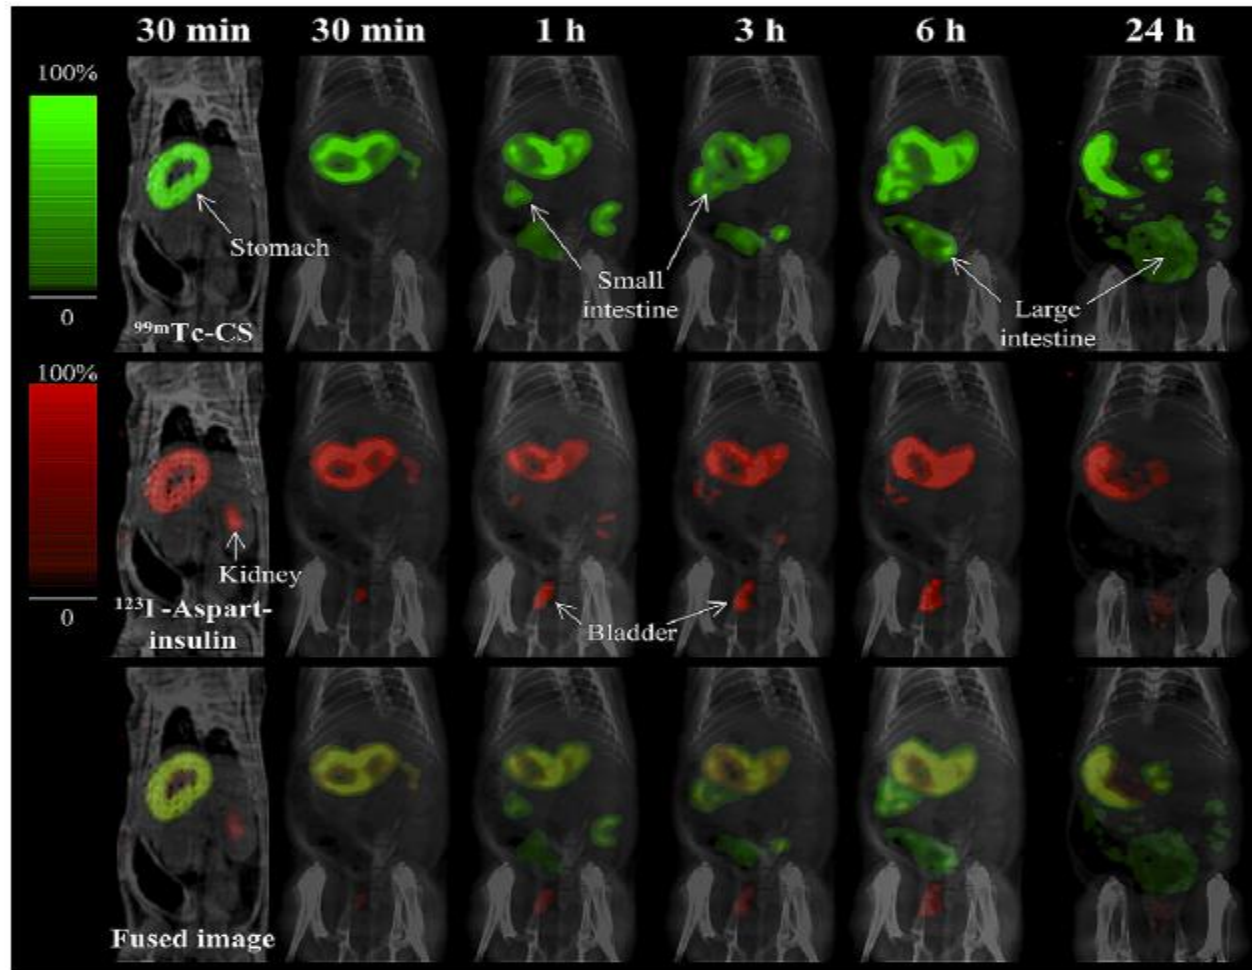 30 min 30 min 1 h 3 h 6 h 24 h
100%
0
Stomach
Small
intestine
Large
intestine
⁹⁹ᵐTc-CS
100%
0
Kidney
¹²³I-Aspart-
insulin
Bladder
Fused image